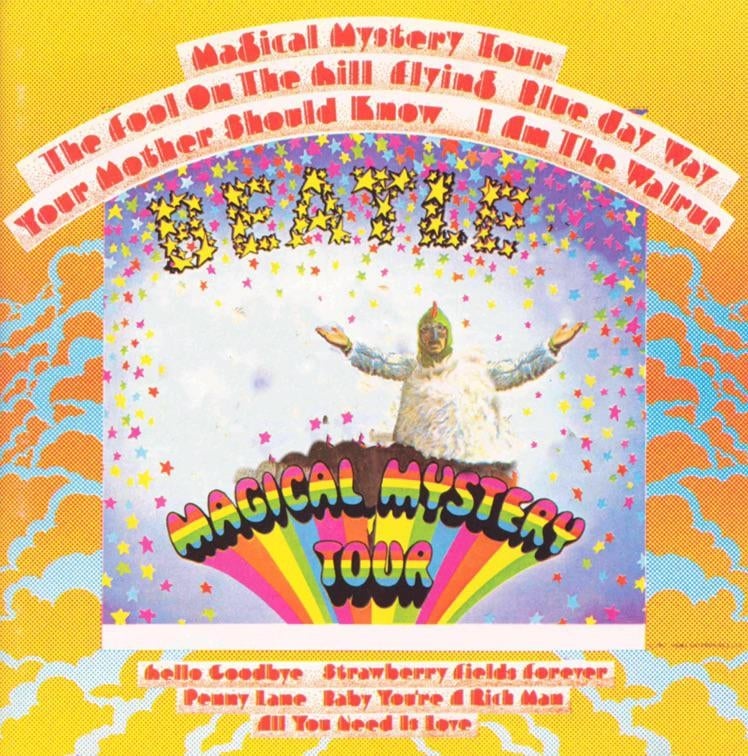 Magical Mystery Tour
The Fool On The Hill Flying Blue Jay Way
Your Mother Should Know I Am The Walrus
BEATLE
MAGICAL MYSTERY
TOUR
Hello Goodbye Strawberry Fields Forever
Penny Lane Baby You're A Rich Man
All You Need Is Love